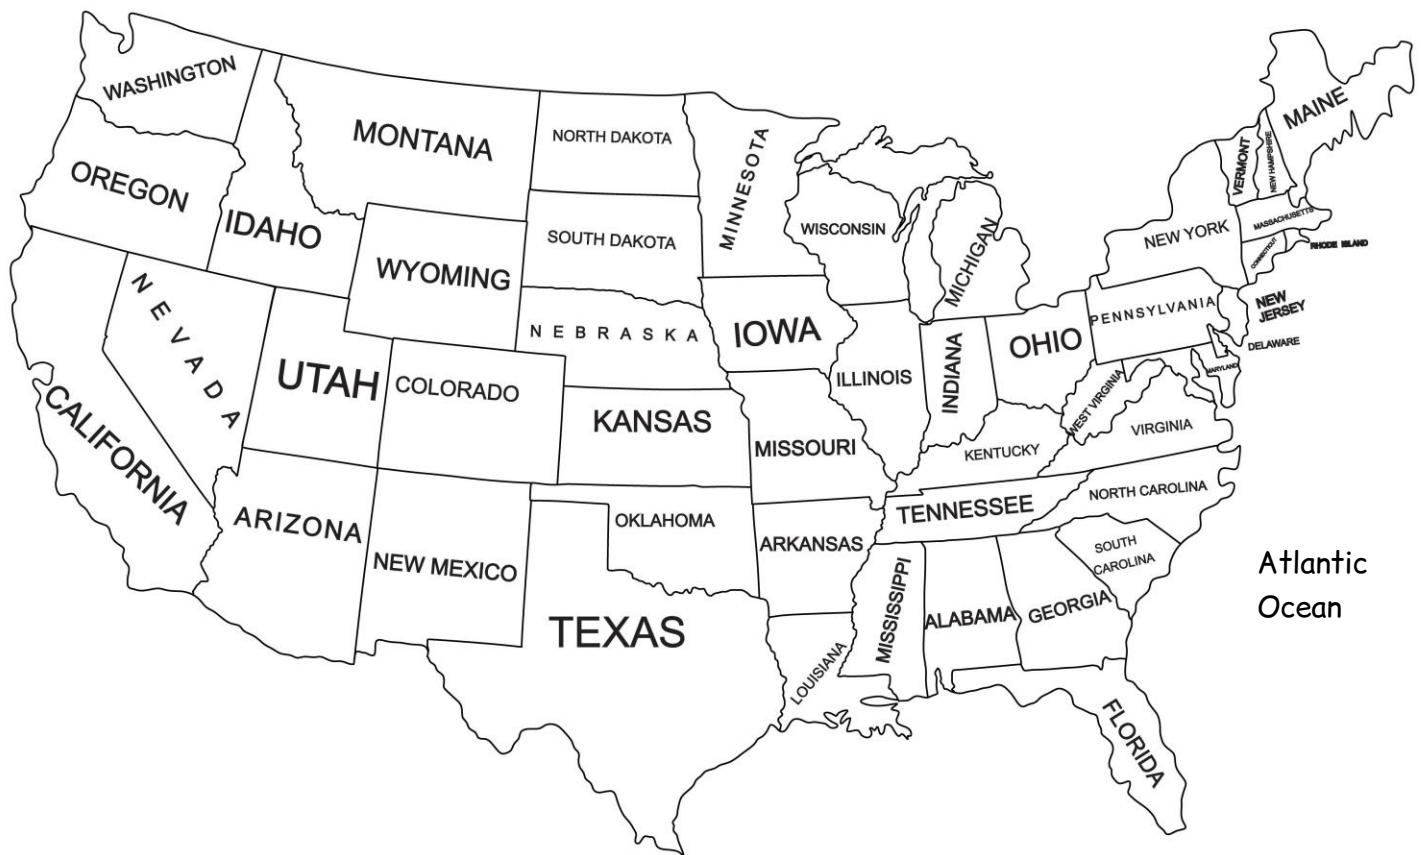 WASHINGTON
MONTANA
NORTH DAKOTA
MINNESOTA
MAINE
VERMONT
NEW HAMPSHIRE
OREGON
IDAHO
WYOMING
SOUTH DAKOTA
WISCONSIN
MICHIGAN
NEW YORK
MASSACHUSETTS
CONNECTICUT
RHODE ISLAND
NEVADA
UTAH
COLORADO
NEBRASKA
IOWA
ILLINOIS
INDIANA
OHIO
PENNSYLVANIA
NEW
JERSEY
DELAWARE
MARYLAND
CALIFORNIA
KANSAS
MISSOURI
KENTUCKY
WEST VIRGINIA
VIRGINIA
ARIZONA
NEW MEXICO
OKLAHOMA
ARKANSAS
TENNESSEE
NORTH CAROLINA
SOUTH
CAROLINA
TEXAS
LOUISIANA
MISSISSIPPI
ALABAMA
GEORGIA
FLORIDA
Atlantic
Ocean